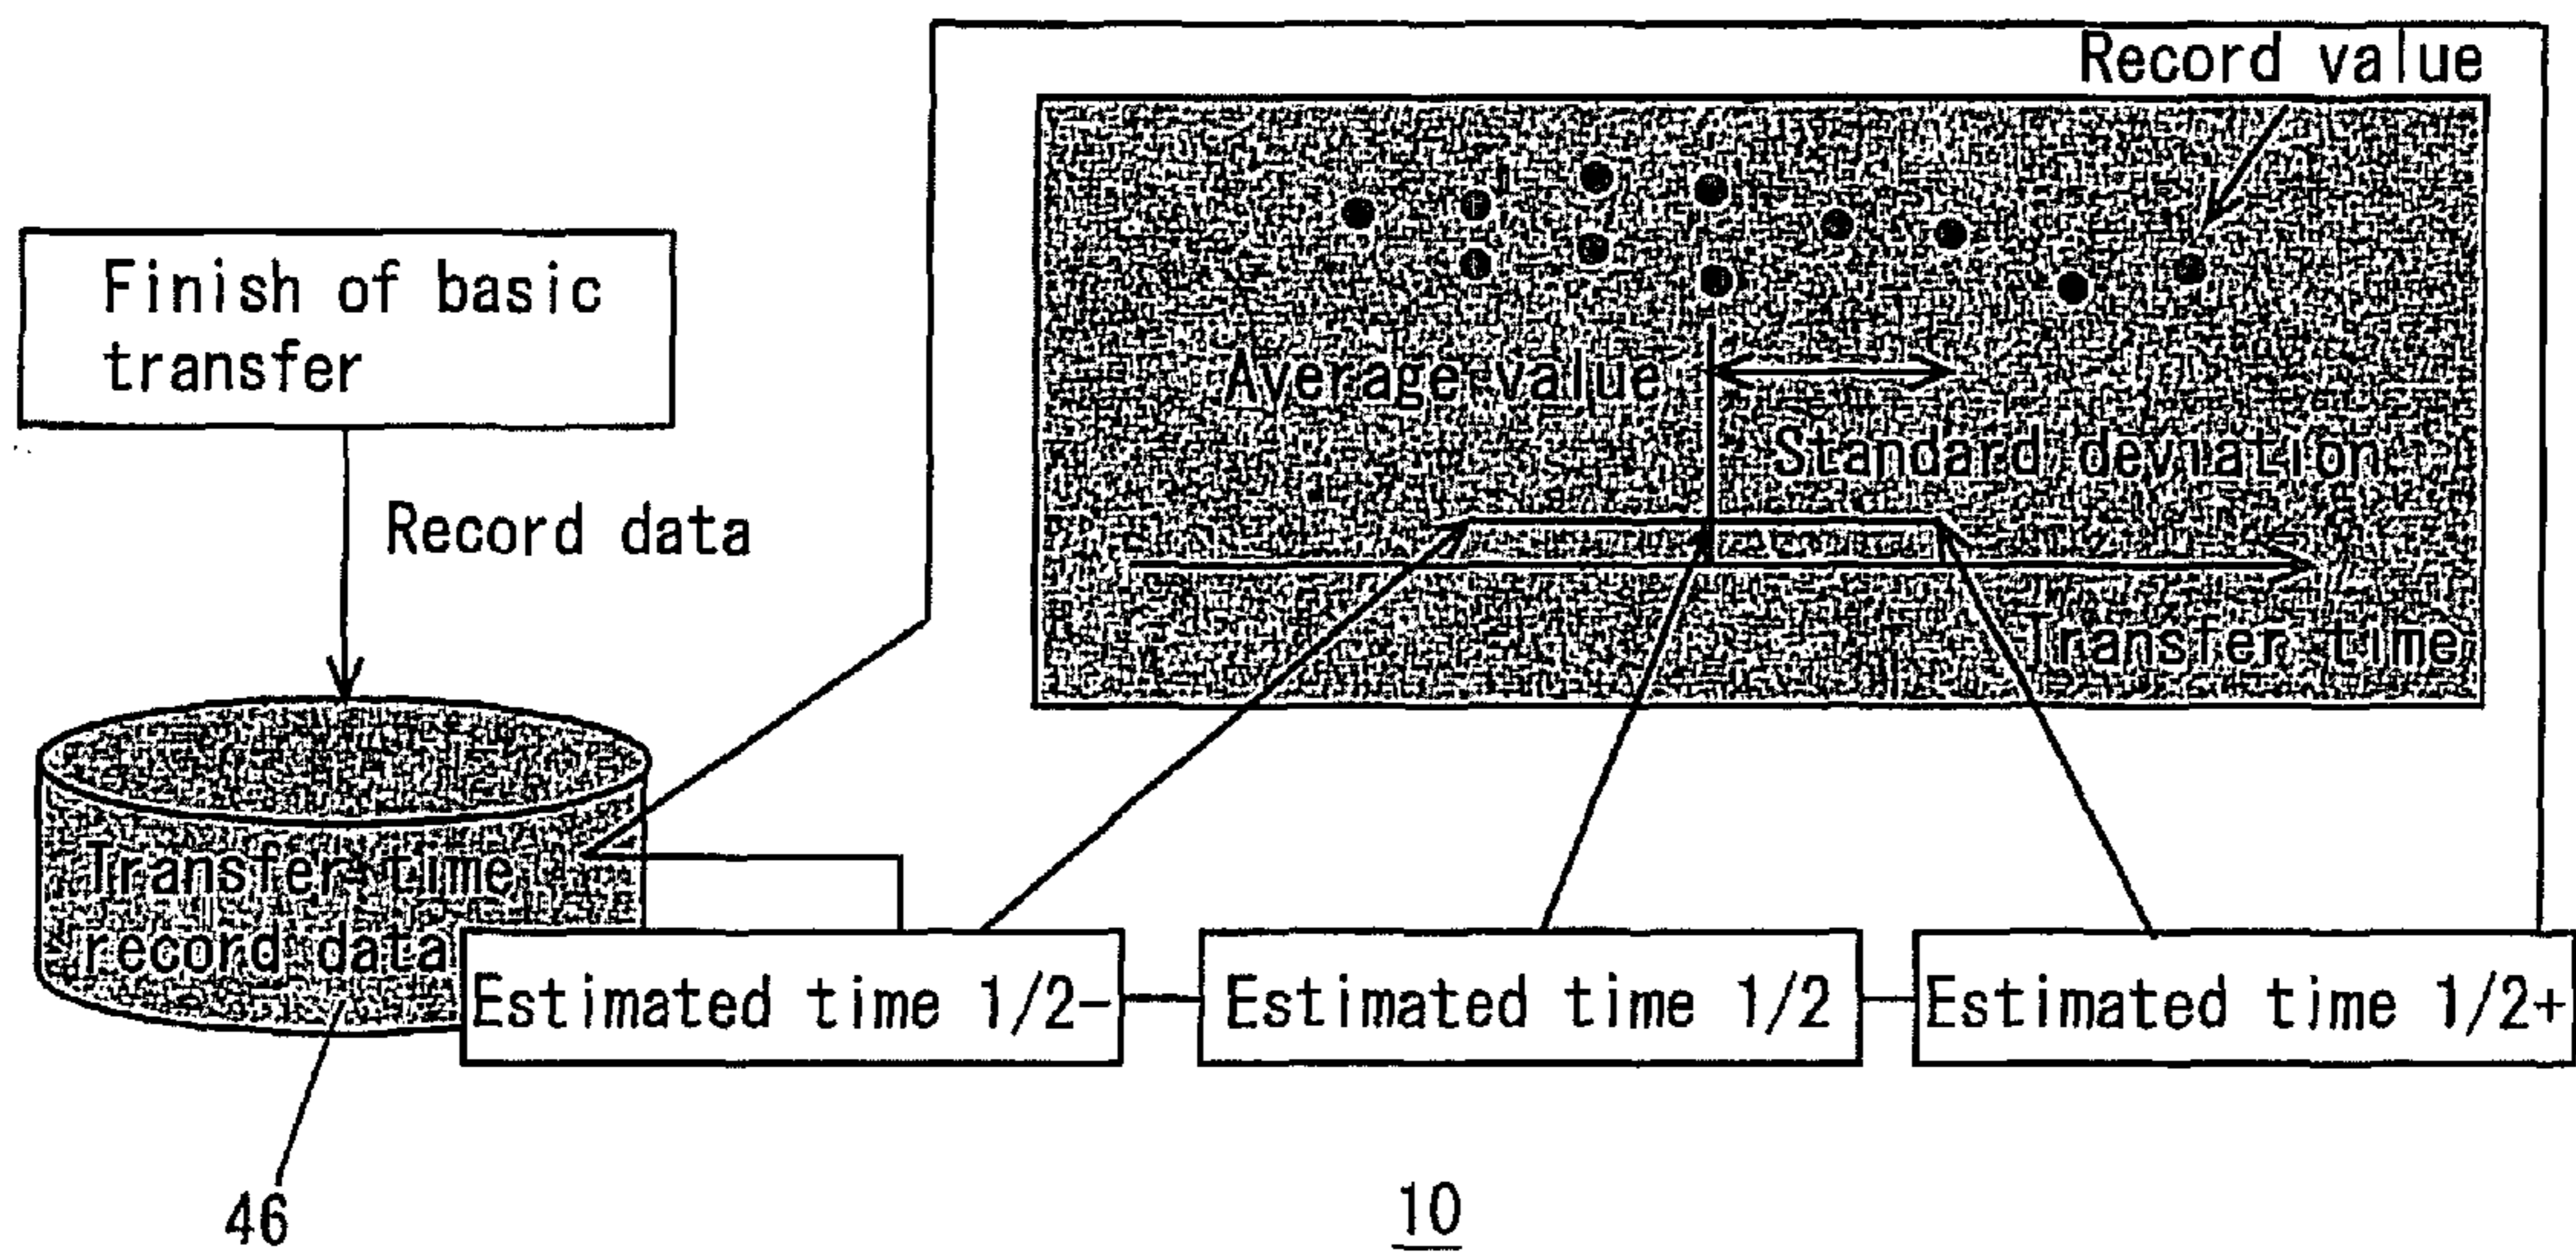 Record value
Finish of basic
transfer
Average value
Standard deviation
Record data
Transfer time
Transfer time
record data
Estimated time 1/2-
Estimated time 1/2
Estimated time 1/2+
46
10